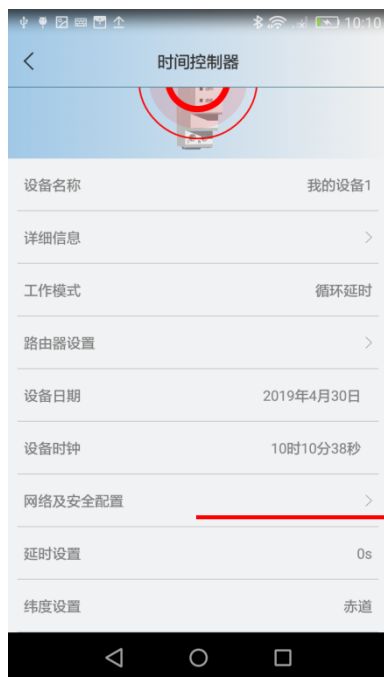 10:10
时间控制器
设备名称 我的设备1
详细信息
工作模式 循环延时
路由器设置
设备日期 2019年4月30日
设备时钟 10时10分38秒
网络及安全配置
延时设置 0s
纬度设置 赤道